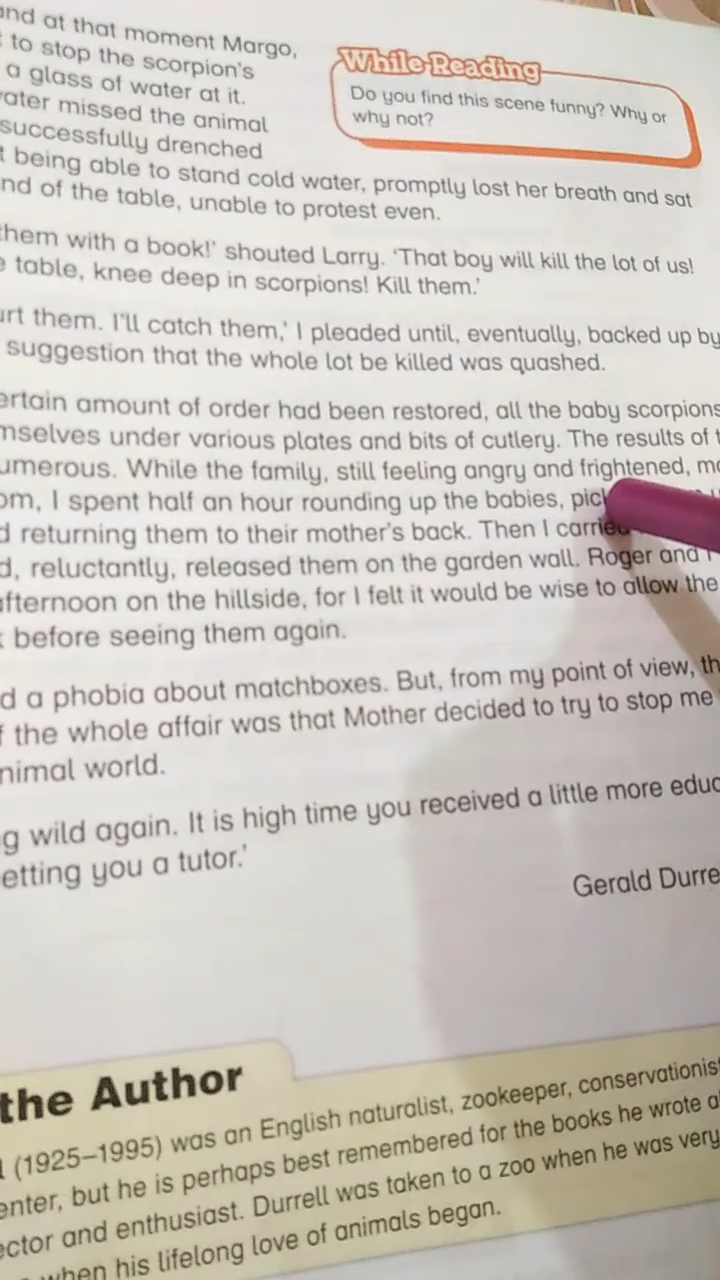 and at that moment Margo,
to stop the scorpion's
a glass of water at it.
water missed the animal
successfully drenched
While Reading
Do you find this scene funny? Why or
why not?
being able to stand cold water, promptly lost her breath and sat
nd of the table, unable to protest even.
them with a book!' shouted Larry. 'That boy will kill the lot of us!
table, knee deep in scorpions! Kill them.'
urt them. I'll catch them,' I pleaded until, eventually, backed up by
suggestion that the whole lot be killed was quashed.
ertain amount of order had been restored, all the baby scorpions
mselves under various plates and bits of cutlery. The results of t
umerous. While the family, still feeling angry and frightened, mo
om, I spent half an hour rounding up the babies, pick
d returning them to their mother's back. Then I carried
d, reluctantly, released them on the garden wall. Roger and I
afternoon on the hillside, for I felt it would be wise to allow the
before seeing them again.
d a phobia about matchboxes. But, from my point of view, th
f the whole affair was that Mother decided to try to stop me
nimal world.
g wild again. It is high time you received a little more educ
etting you a tutor.'
Gerald Durre
the Author
(1925–1995) was an English naturalist, zookeeper, conservationist
enter, but he is perhaps best remembered for the books he wrote a
ector and enthusiast. Durrell was taken to a zoo when he was very
when his lifelong love of animals began.